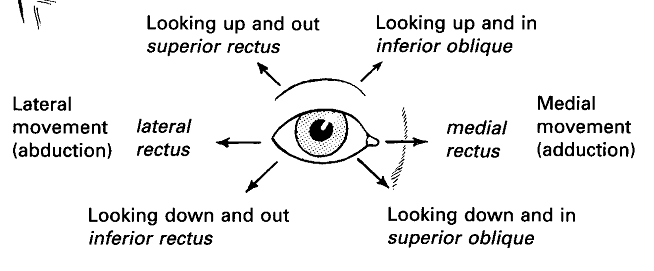 Looking up and out
superior rectus
Looking up and in
inferior oblique
Lateral
movement
(abduction)
lateral
rectus
medial
rectus
Medial
movement
(adduction)
Looking down and out
inferior rectus
Looking down and in
superior oblique